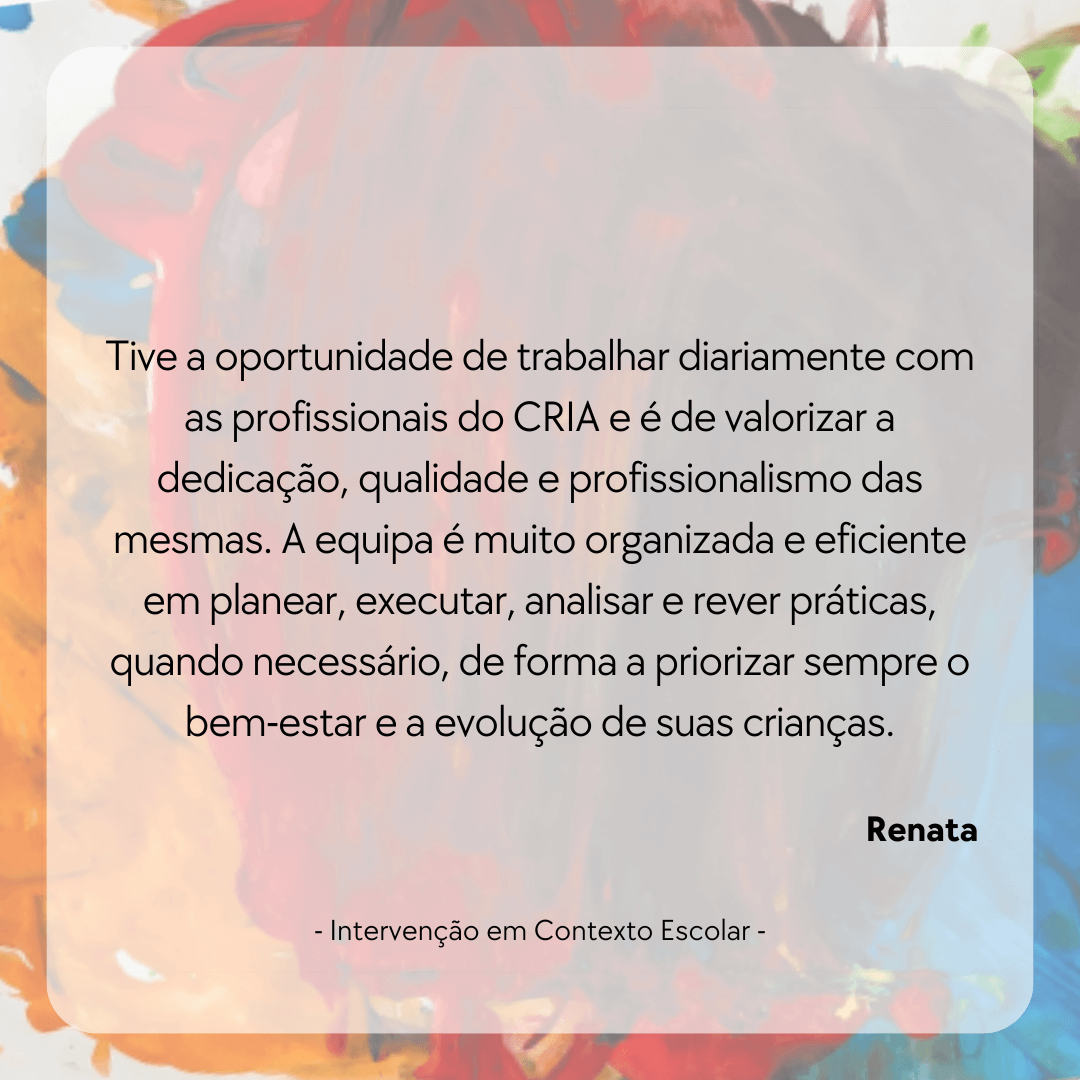 Tive a oportunidade de trabalhar diariamente com
as profissionais do CRIA e é de valorizar a
dedicação, qualidade e profissionalismo das
mesmas. A equipa é muito organizada e eficiente
em planear, executar, analisar e rever práticas,
quando necessário, de forma a priorizar sempre o
bem-estar e a evolução de suas crianças.
Renata
- Intervenção em Contexto Escolar -